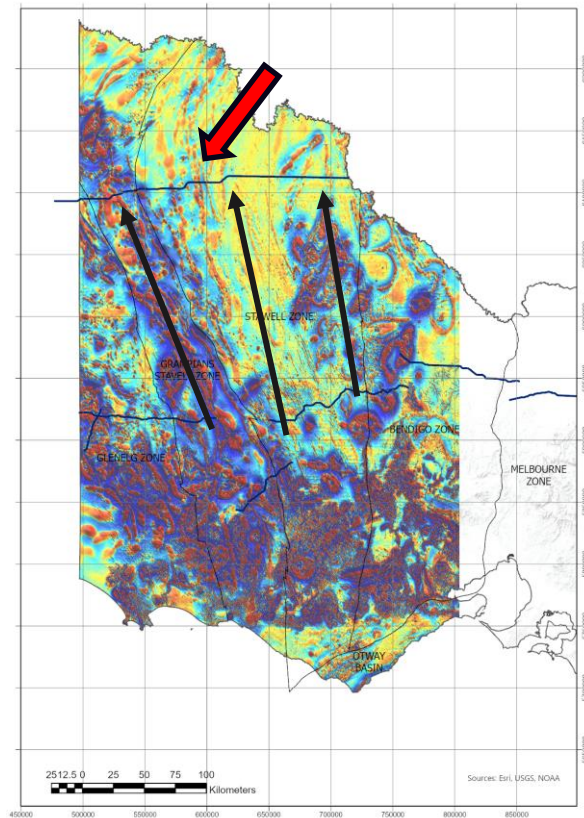 STAWELL ZONE
GRAMPIANS
STAVELL ZONE
BENDIGO ZONE
GLENELG ZONE
MELBOURNE
ZONE
OTWAY
BASIN
25 12.5 0 25 50 75 100
Kilometers
Sources: Esri, USGS, NOAA
450000 500000 550000 600000 650000 700000 750000 800000 850000